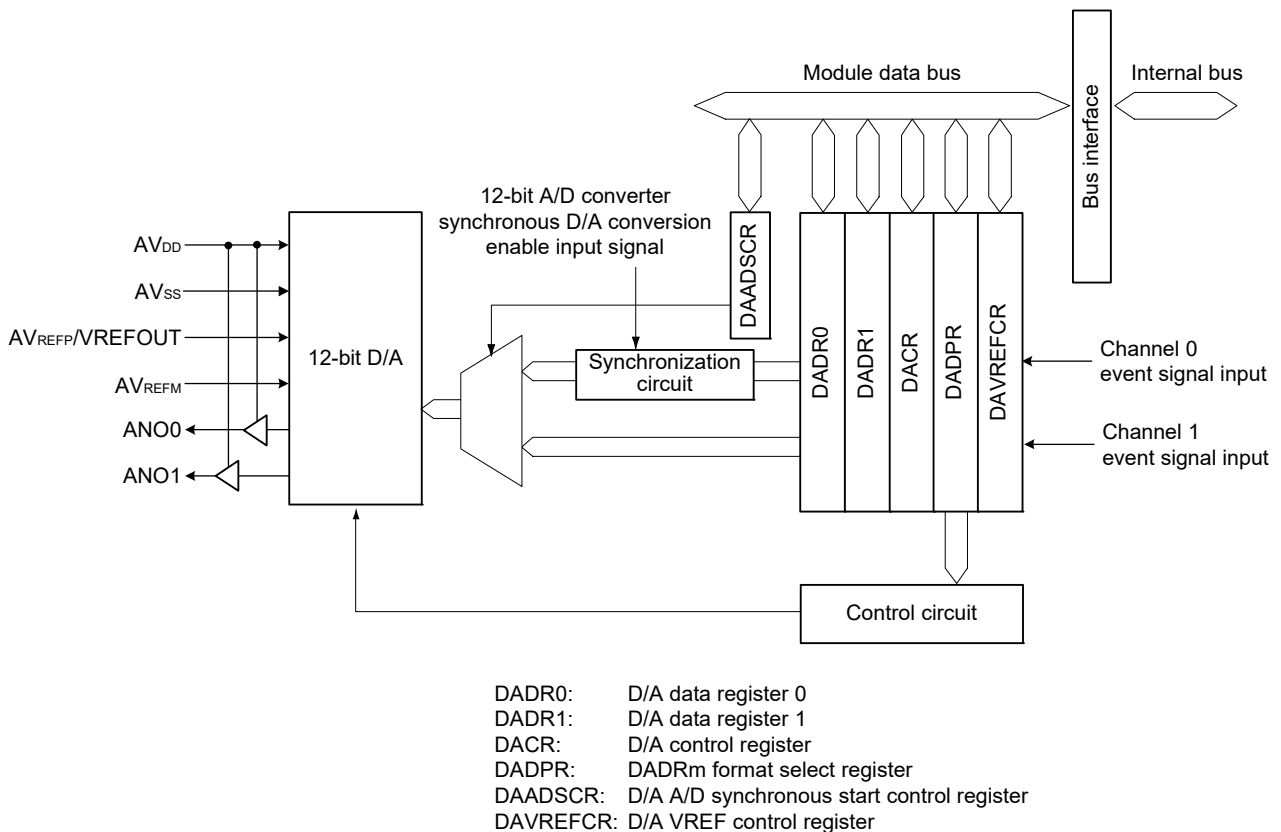 Module data bus
Internal bus
Bus interface
12-bit A/D converter
synchronous D/A conversion
enable input signal
DAADSCR
AVDD
AVSS
AVREFP/VREFOUT
AVREFM
ANO0
ANO1
12-bit D/A
Synchronization
circuit
DADR0
DADR1
DACR
DADPR
DAVREFCR
Channel 0
event signal input
Channel 1
event signal input
Control circuit
DADR0: D/A data register 0
DADR1: D/A data register 1
DACR: D/A control register
DADPR: DADRm format select register
DAADSCR: D/A A/D synchronous start control register
DAVREFCR: D/A VREF control register